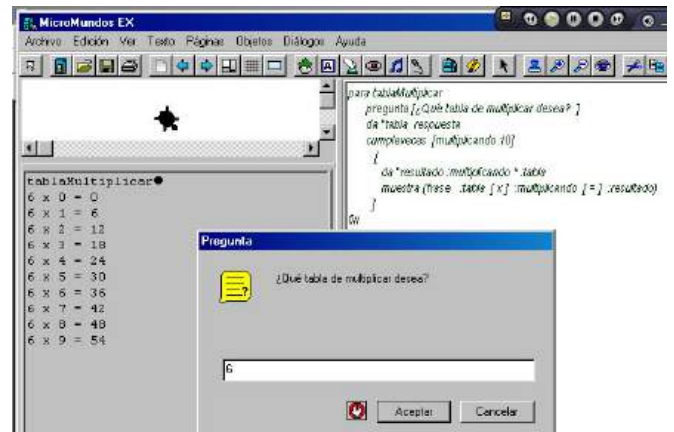 MicroMundos EX
Archivo Edición Ver Texto Páginas Objetos Diálogos Ayuda
para tablaMultiplicar
pregunta [¿Qué tabla de multiplicar desea? ]
da "tabla respuesta
cumpleveces [multiplicando 10]
[
da "resultado :multiplicando * :tabla
muestra (frase :tabla [ x ] :multiplicando [ = ] :resultado)
]
fin
tablaMultiplicar
6 x 0 = 0
6 x 1 = 6
6 x 2 = 12
6 x 3 = 18
6 x 4 = 24
6 x 5 = 30
6 x 6 = 36
6 x 7 = 42
6 x 8 = 48
6 x 9 = 54
Pregunta
¿Qué tabla de multiplicar desea?
6
Aceptar Cancelar